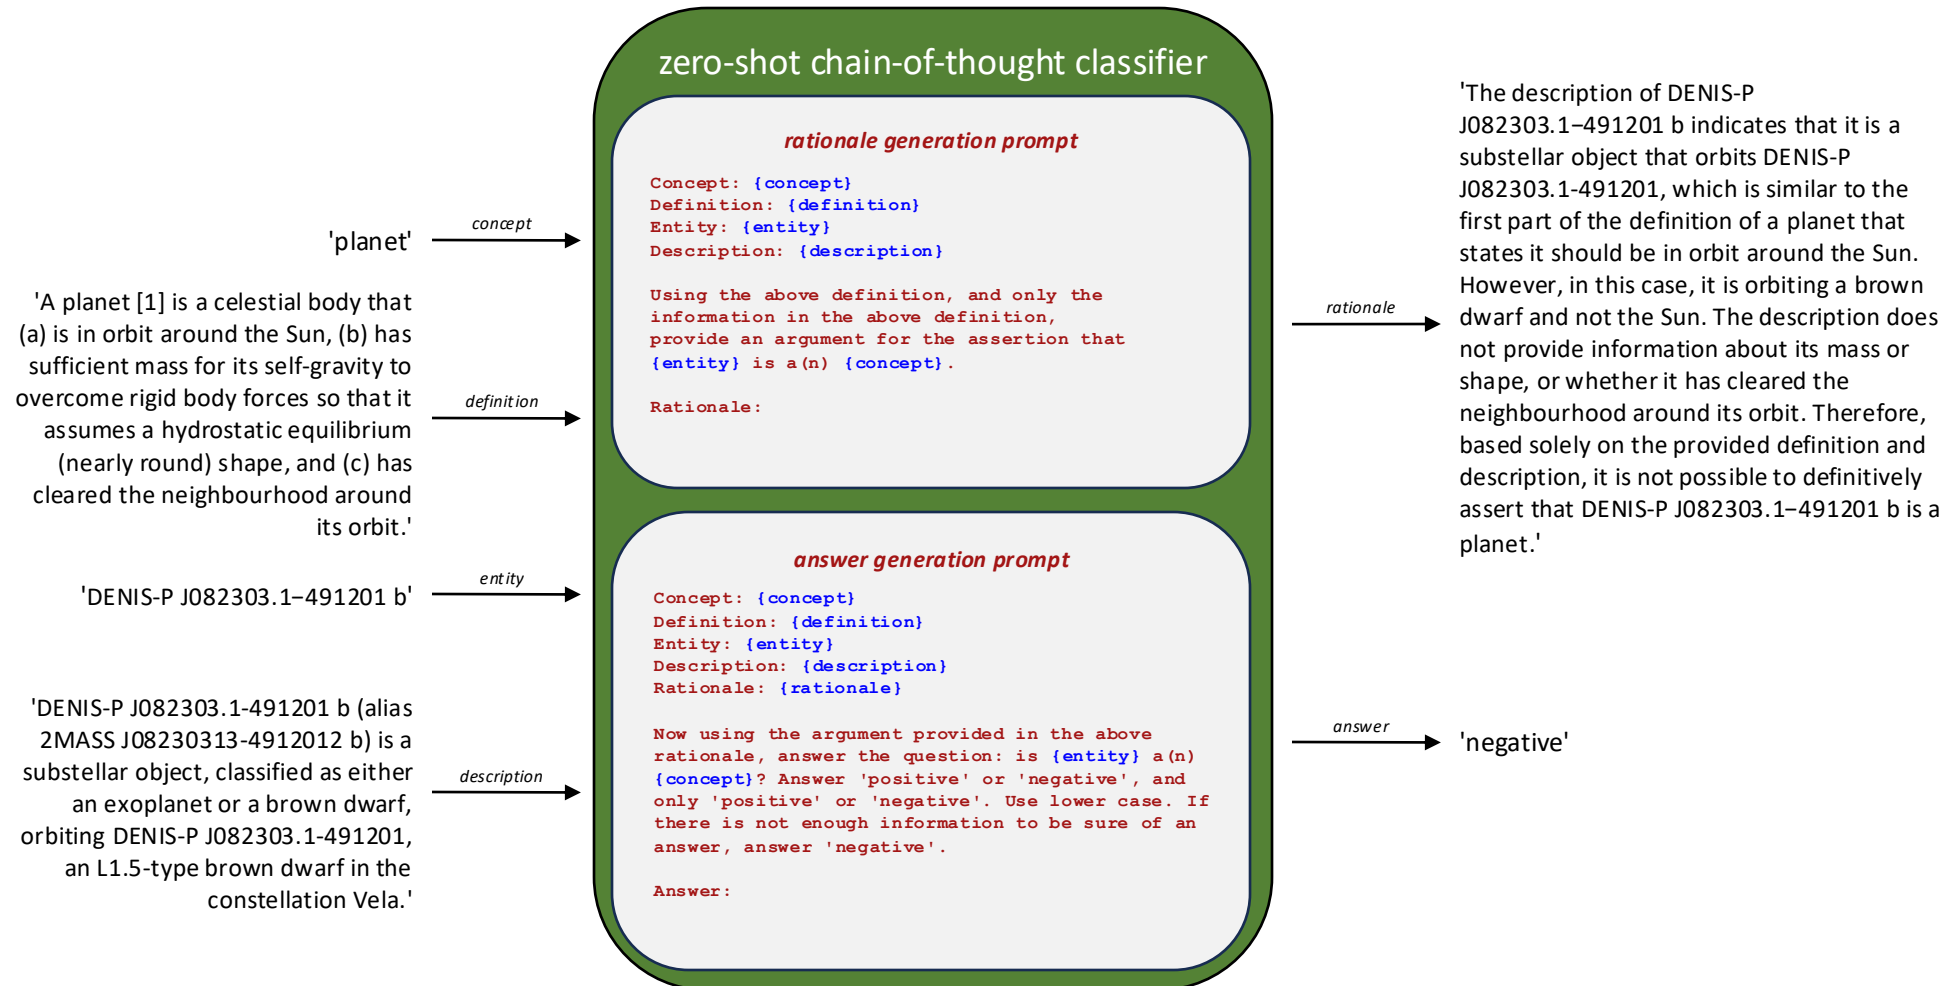 zero-shot chain-of-thought classifier
'planet'
concept
'A planet [1] is a celestial body that
(a) is in orbit around the Sun, (b) has
sufficient mass for its self-gravity to
overcome rigid body forces so that it
assumes a hydrostatic equilibrium
(nearly round) shape, and (c) has
cleared the neighbourhood around
its orbit.'
definition
'DENIS-P J082303.1–491201 b'
entity
'DENIS-P J082303.1-491201 b (alias
2MASS J08230313-4912012 b) is a
substellar object, classified as either
an exoplanet or a brown dwarf,
orbiting DENIS-P J082303.1-491201,
an L1.5-type brown dwarf in the
constellation Vela.'
description
rationale generation prompt
Concept: {concept}
Definition: {definition}
Entity: {entity}
Description: {description}
Using the above definition, and only the
information in the above definition,
provide an argument for the assertion that
{entity} is a(n) {concept}.
Rationale:
answer generation prompt
Concept: {concept}
Definition: {definition}
Entity: {entity}
Description: {description}
Rationale: {rationale}
Now using the argument provided in the above
rationale, answer the question: is {entity} a(n)
{concept}? Answer 'positive' or 'negative', and
only 'positive' or 'negative'. Use lower case. If
there is not enough information to be sure of an
answer, answer 'negative'.
Answer:
rationale
'The description of DENIS-P
J082303.1–491201 b indicates that it is a
substellar object that orbits DENIS-P
J082303.1-491201, which is similar to the
first part of the definition of a planet that
states it should be in orbit around the Sun.
However, in this case, it is orbiting a brown
dwarf and not the Sun. The description does
not provide information about its mass or
shape, or whether it has cleared the
neighbourhood around its orbit. Therefore,
based solely on the provided definition and
description, it is not possible to definitively
assert that DENIS-P J082303.1–491201 b is a
planet.'
answer
'negative'